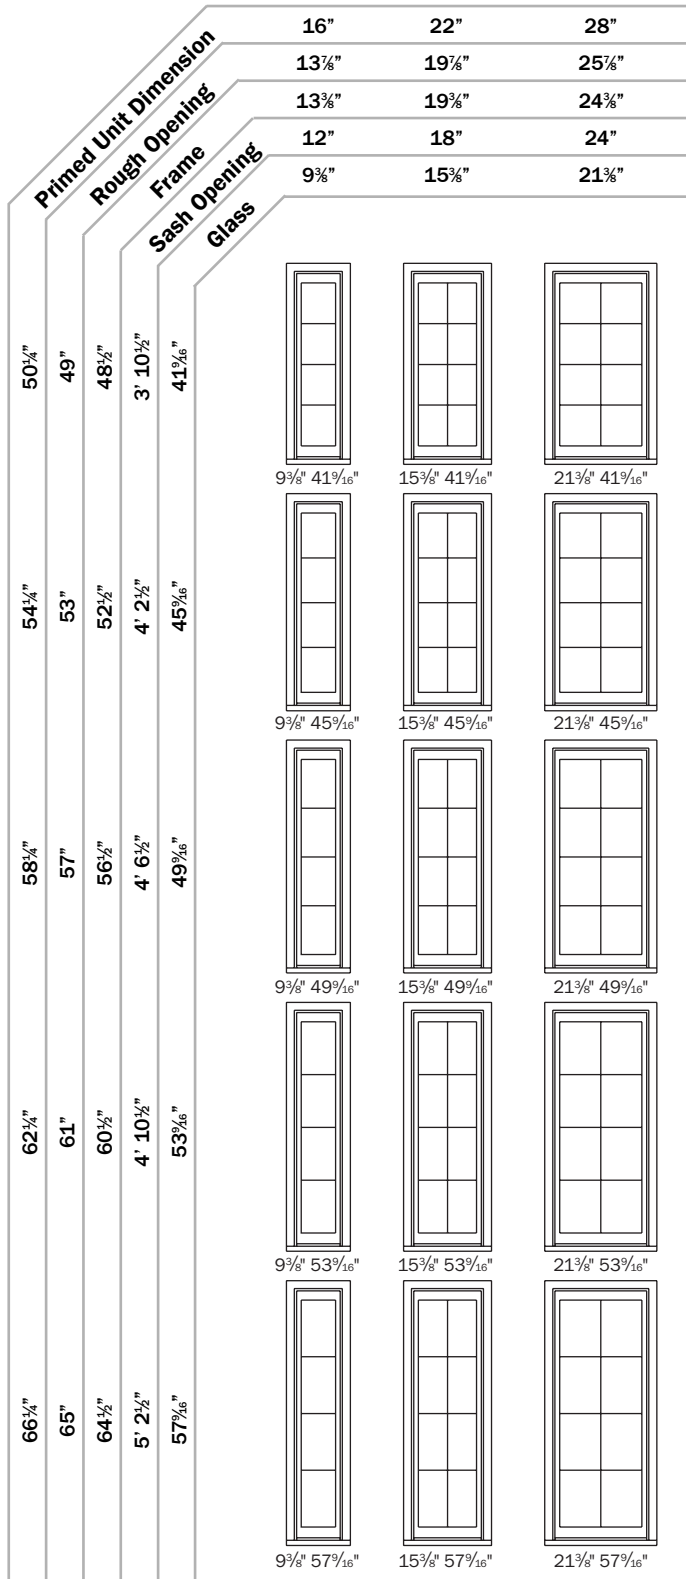 16” 22” 28”
13⅞” 19⅞” 25⅞”
13⅜” 19⅜” 24⅜”
12” 18” 24”
9⅜” 15⅜” 21⅜”
Primed Unit Dimension
Rough Opening
Frame
Sash Opening
Glass
50¼” 49” 48½” 3’ 10½” 41⁹⁄₁₆”
9⅜" 41⁹⁄₁₆" 15⅜" 41⁹⁄₁₆" 21⅜" 41⁹⁄₁₆"
54¼” 53” 52½” 4’ 2½” 45⁹⁄₁₆”
9⅜" 45⁹⁄₁₆" 15⅜" 45⁹⁄₁₆" 21⅜" 45⁹⁄₁₆"
58¼” 57” 56½” 4’ 6½” 49⁹⁄₁₆”
9⅜" 49⁹⁄₁₆" 15⅜" 49⁹⁄₁₆" 21⅜" 49⁹⁄₁₆"
62¼” 61” 60½” 4’ 10½” 53⁹⁄₁₆”
9⅜" 53⁹⁄₁₆" 15⅜" 53⁹⁄₁₆" 21⅜" 53⁹⁄₁₆"
66¼” 65” 64½” 5’ 2½” 57⁹⁄₁₆”
9⅜" 57⁹⁄₁₆" 15⅜" 57⁹⁄₁₆" 21⅜" 57⁹⁄₁₆"